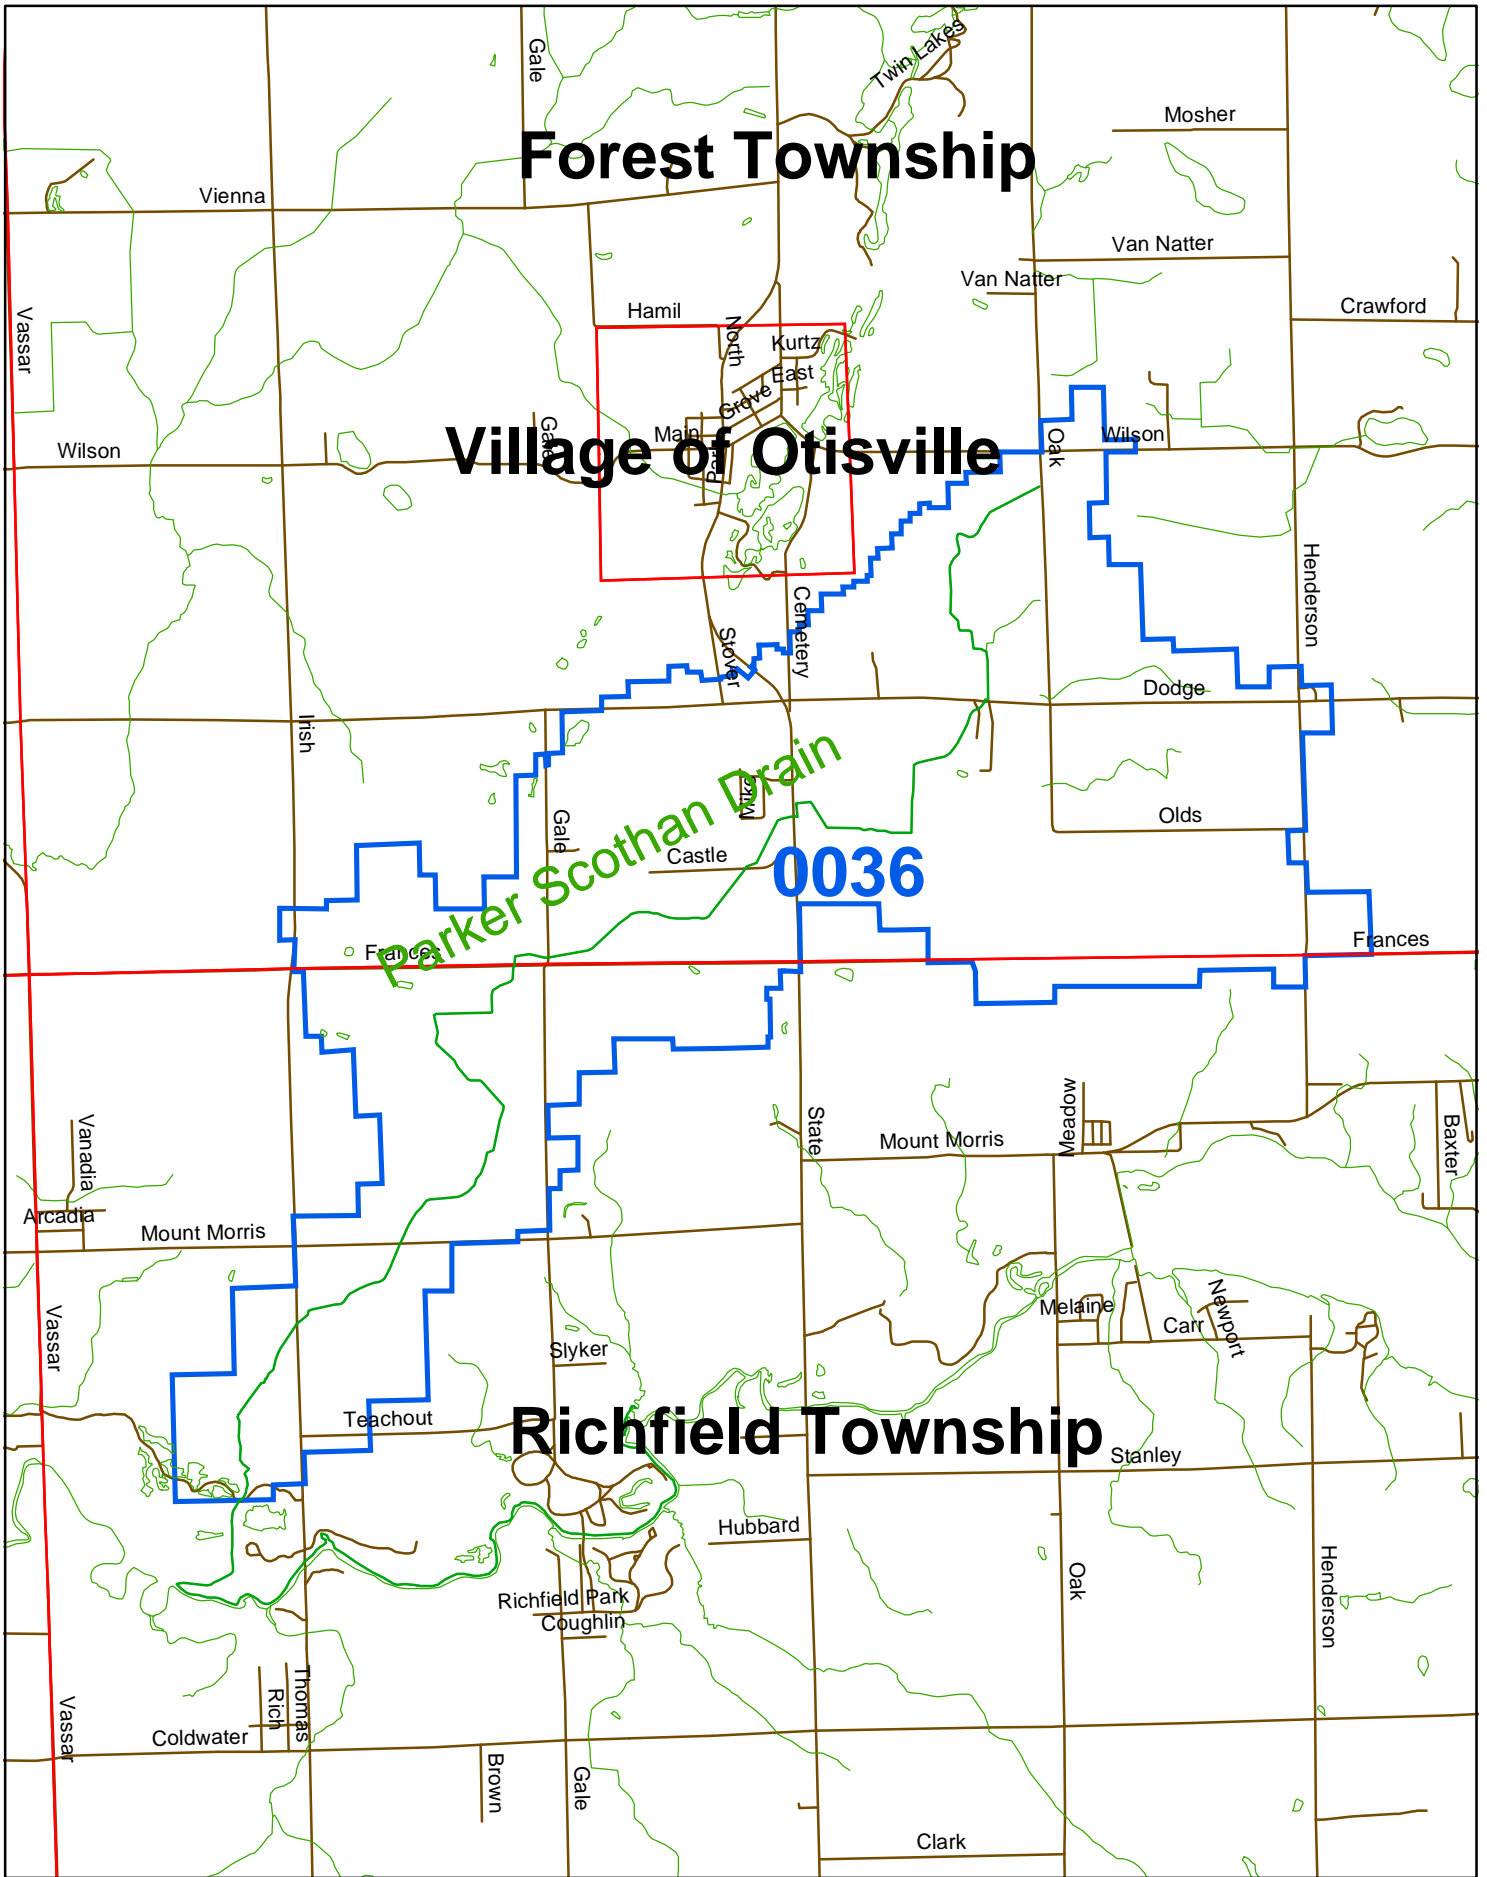 Gale
Twin Lakes
Mosher
Forest Township
Vienna
Van Natter
Van Natter
Vassar
Hamil
North
Crawford
Kurtz
East
Grove
Gale
Main
Park
Wilson
Village of Otisville
Oak
Wilson
Henderson
Cemetery
Stover
Dodge
Irish
Parker Scothan Drain
Mika
Gale
Olds
Castle
0036
Frances
Frances
Vanadia
State
Meadow
Mount Morris
Baxter
Arcadia
Mount Morris
Vassar
Melaine
Newport
Carr
Slyker
Teachout
Richfield Township
Stanley
Hubbard
Oak
Henderson
Richfield Park
Coughlin
Thomas
Rich
Vassar
Coldwater
Brown
Gale
Clark